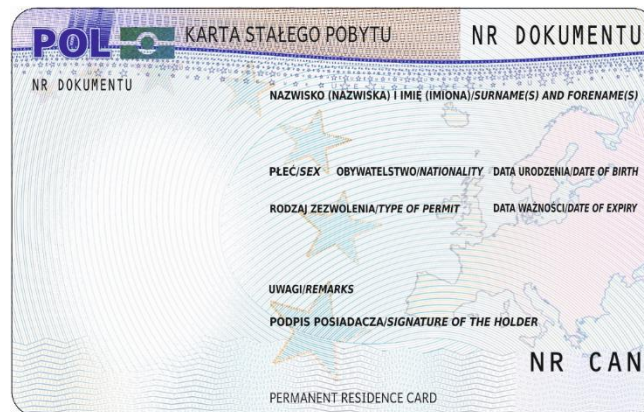 POL KARTA STAŁEGO POBYTU NR DOKUMENTU
NR DOKUMENTU
NAZWISKO (NAZWISKA) I IMIĘ (IMIONA)/SURNAME(S) AND FORENAME(S)
PŁEĆ/SEX OBYWATELSTWO/NATIONALITY DATA URODZENIA/DATE OF BIRTH
RODZAJ ZEZWOLENIA/TYPE OF PERMIT DATA WAŻNOŚCI/DATE OF EXPIRY
UWAGI/REMARKS
PODPIS POSIADACZA/SIGNATURE OF THE HOLDER
NR CAN
PERMANENT RESIDENCE CARD